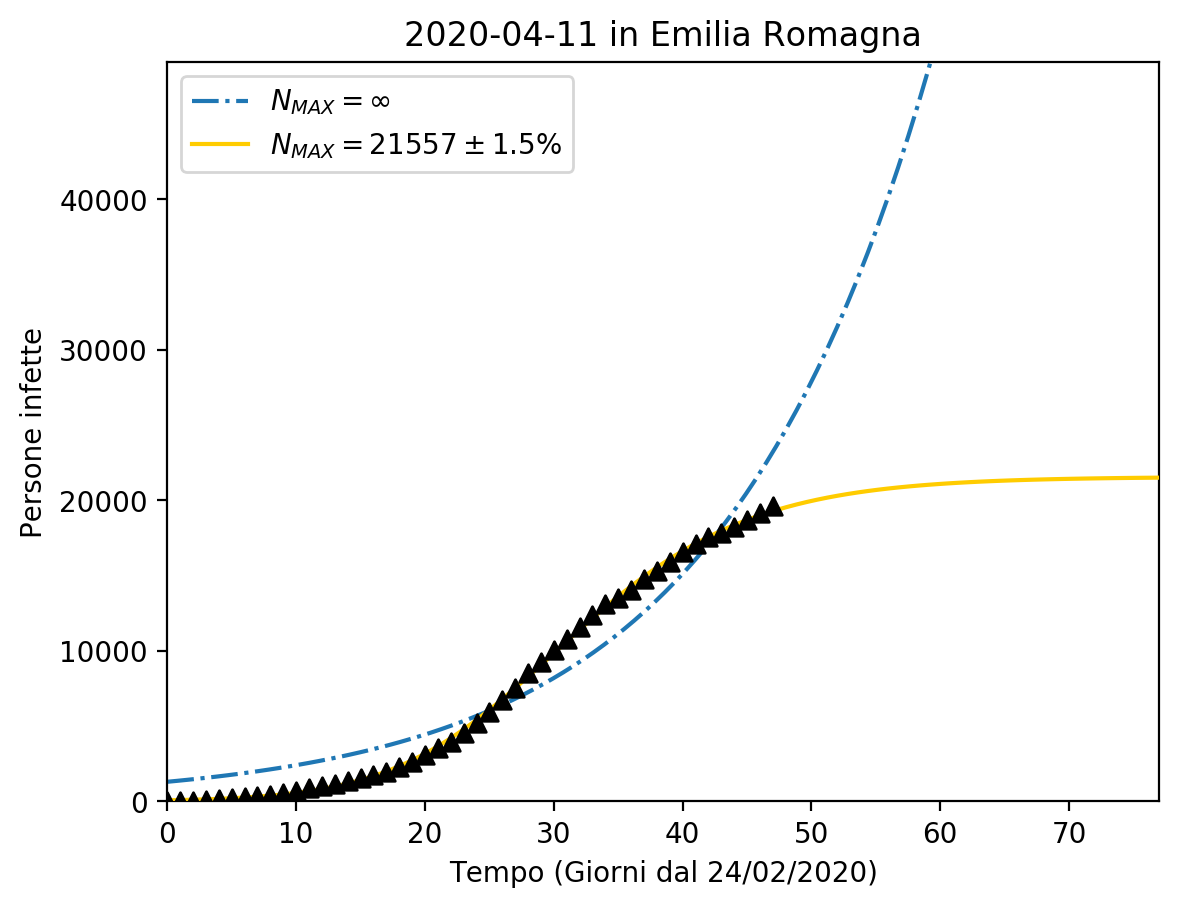 2020-04-11 in Emilia Romagna
N_MAX = ∞
N_MAX = 21557 ± 1.5%
40000
30000
20000
10000
0
Persone infette
0 10 20 30 40 50 60 70
Tempo (Giorni dal 24/02/2020)